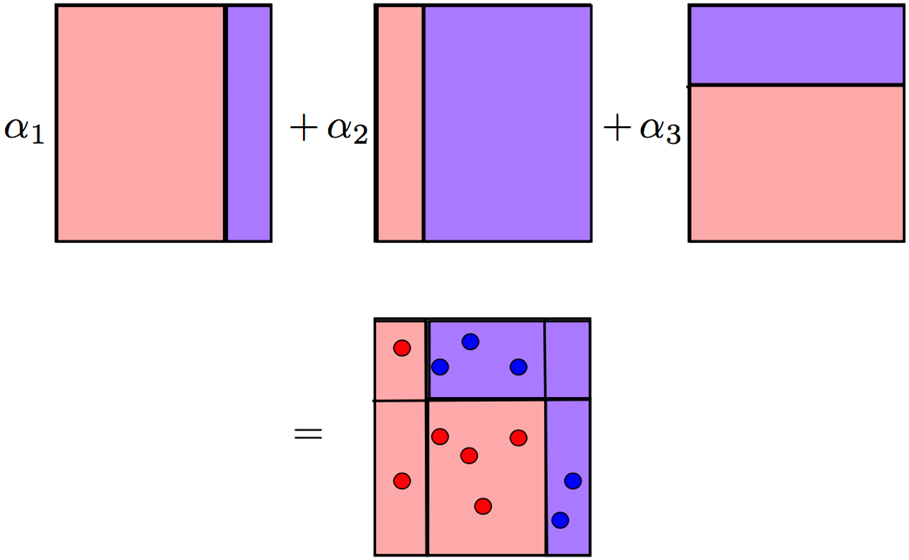 α₁ + α₂ + α₃
=